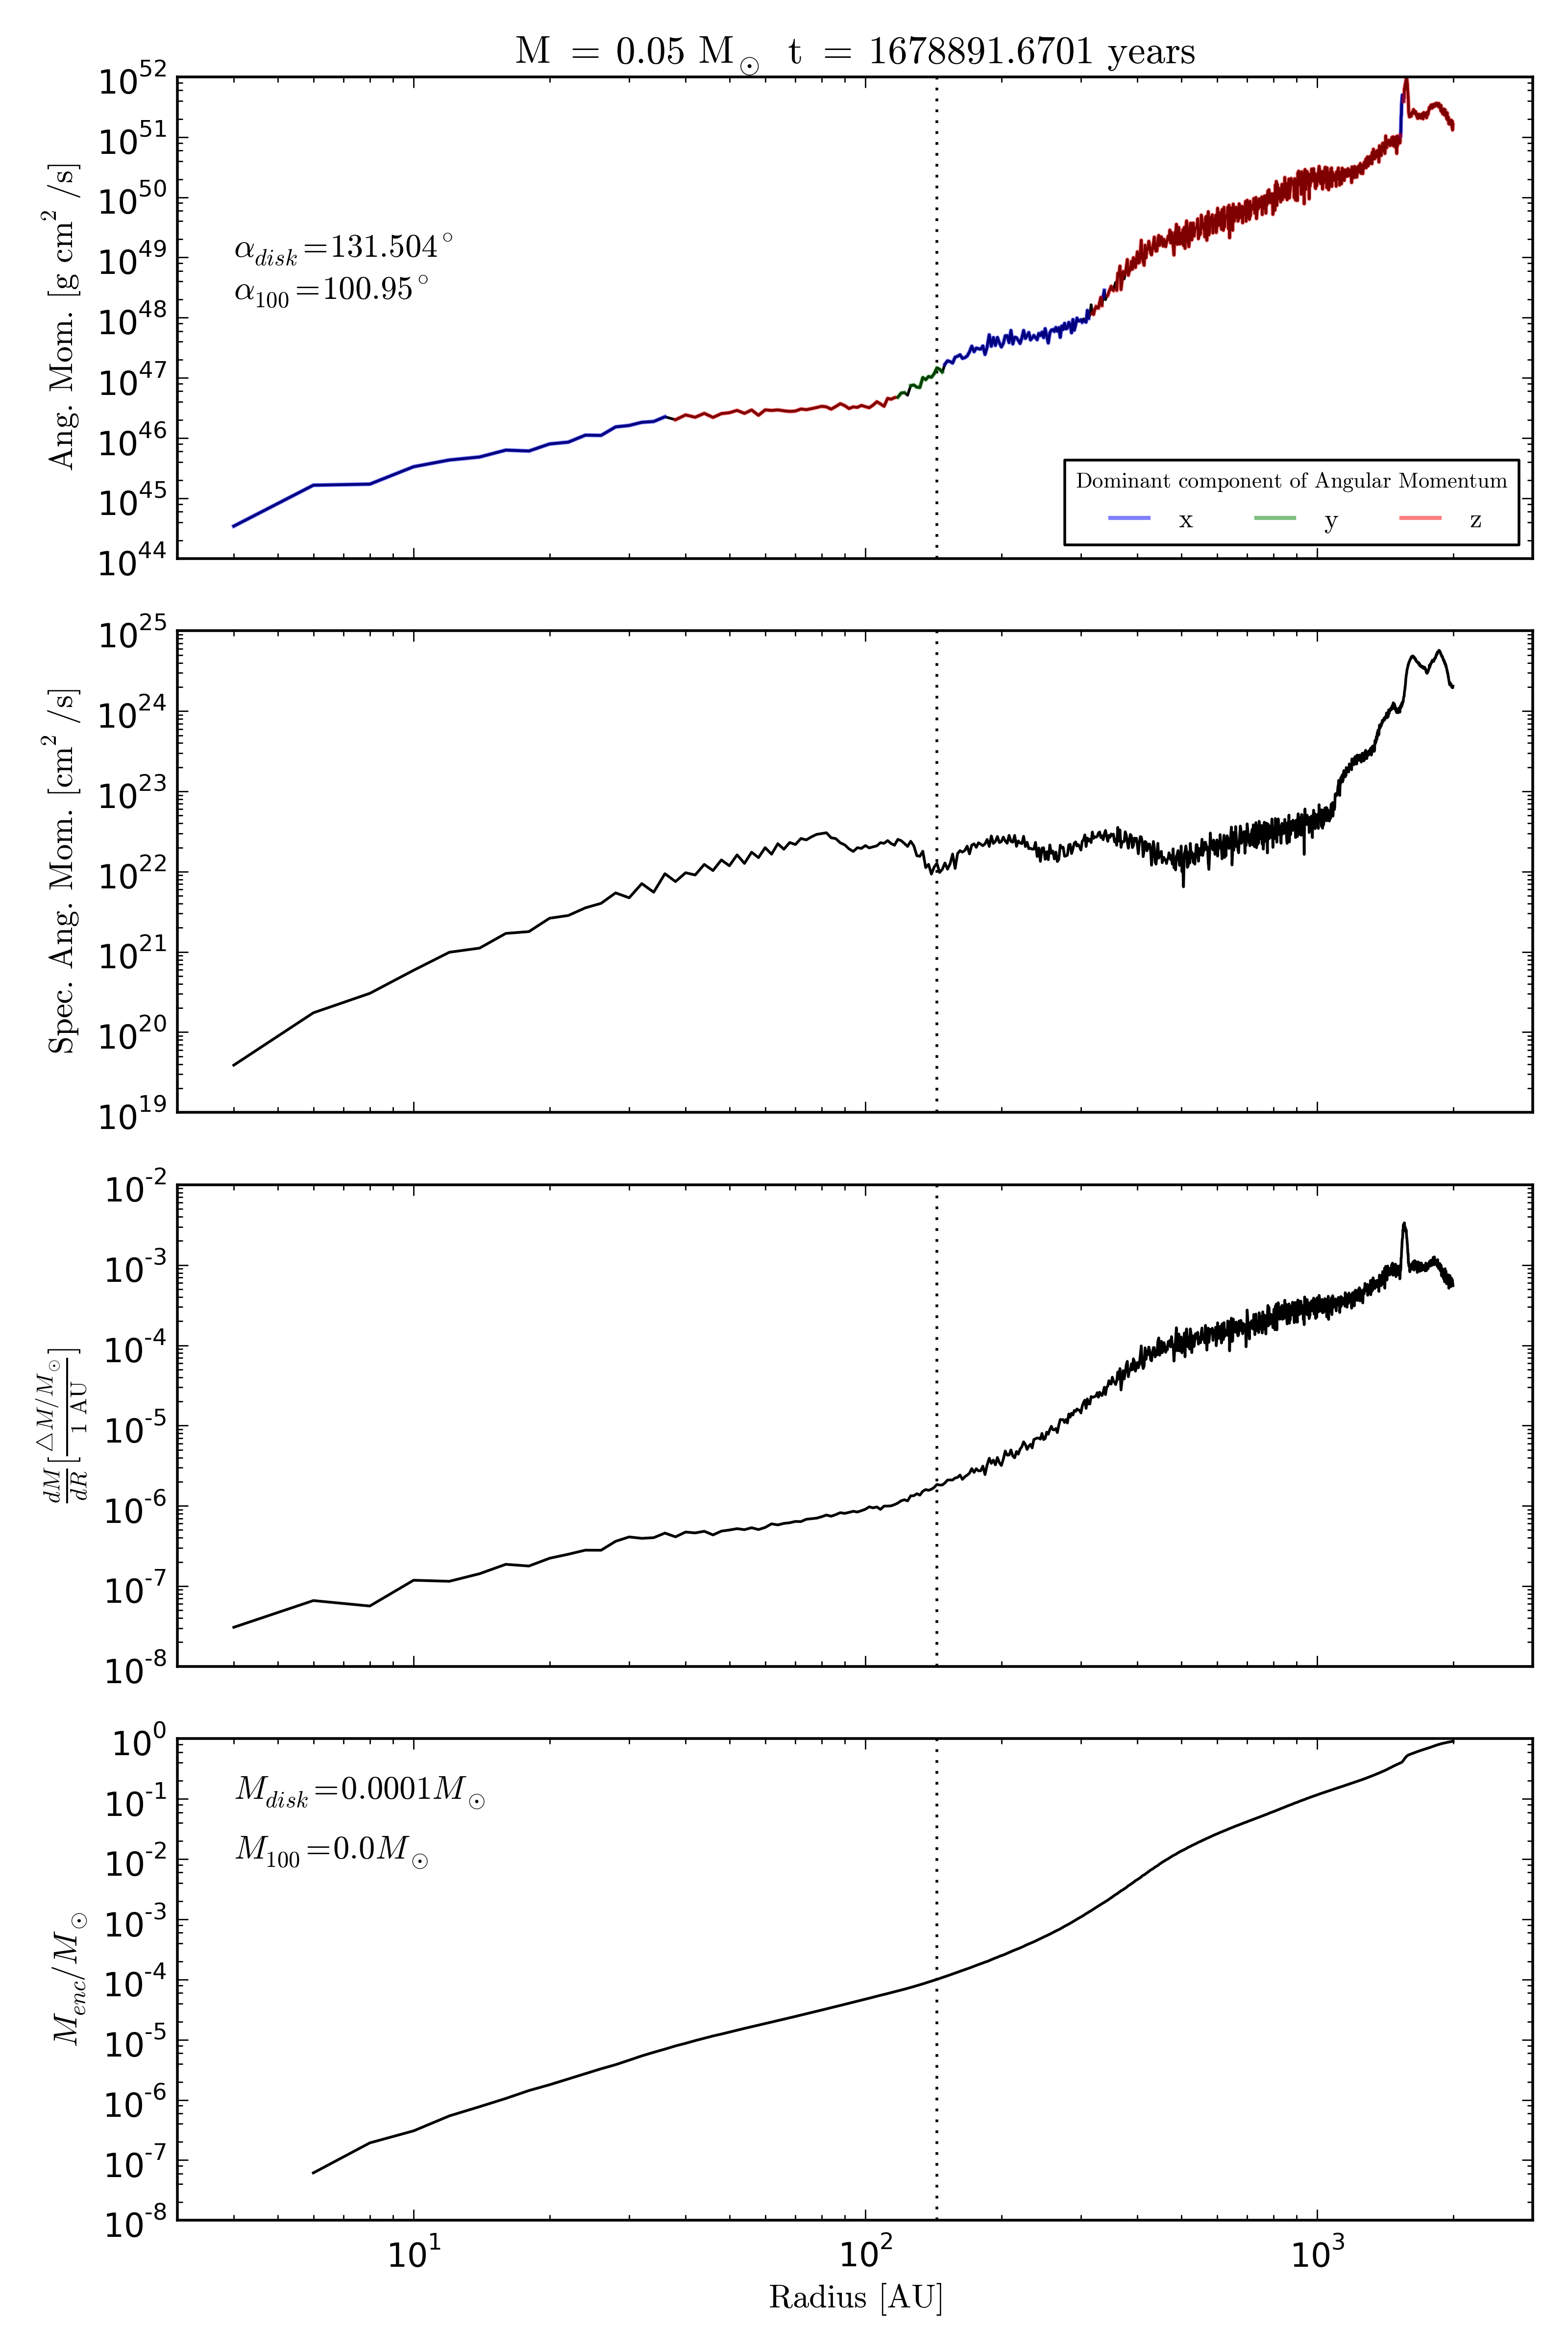 M = 0.05 M⊙ t = 1678891.6701 years
10^52
10^51
10^50
10^49
10^48
10^47
10^46
10^45
10^44
Ang. Mom. [g cm^2 /s]
α_disk=131.504°
α_100=100.95°
Dominant component of Angular Momentum
x y z
10^25
10^24
10^23
10^22
10^21
10^20
10^19
Spec. Ang. Mom. [cm^2 /s]
10^-2
10^-3
10^-4
10^-5
10^-6
10^-7
10^-8
dM/dR [△M/M⊙ / 1 AU]
10^0
10^-1
10^-2
10^-3
10^-4
10^-5
10^-6
10^-7
10^-8
M_enc/M⊙
M_disk=0.0001M⊙
M_100=0.0M⊙
10^1 10^2 10^3
Radius [AU]